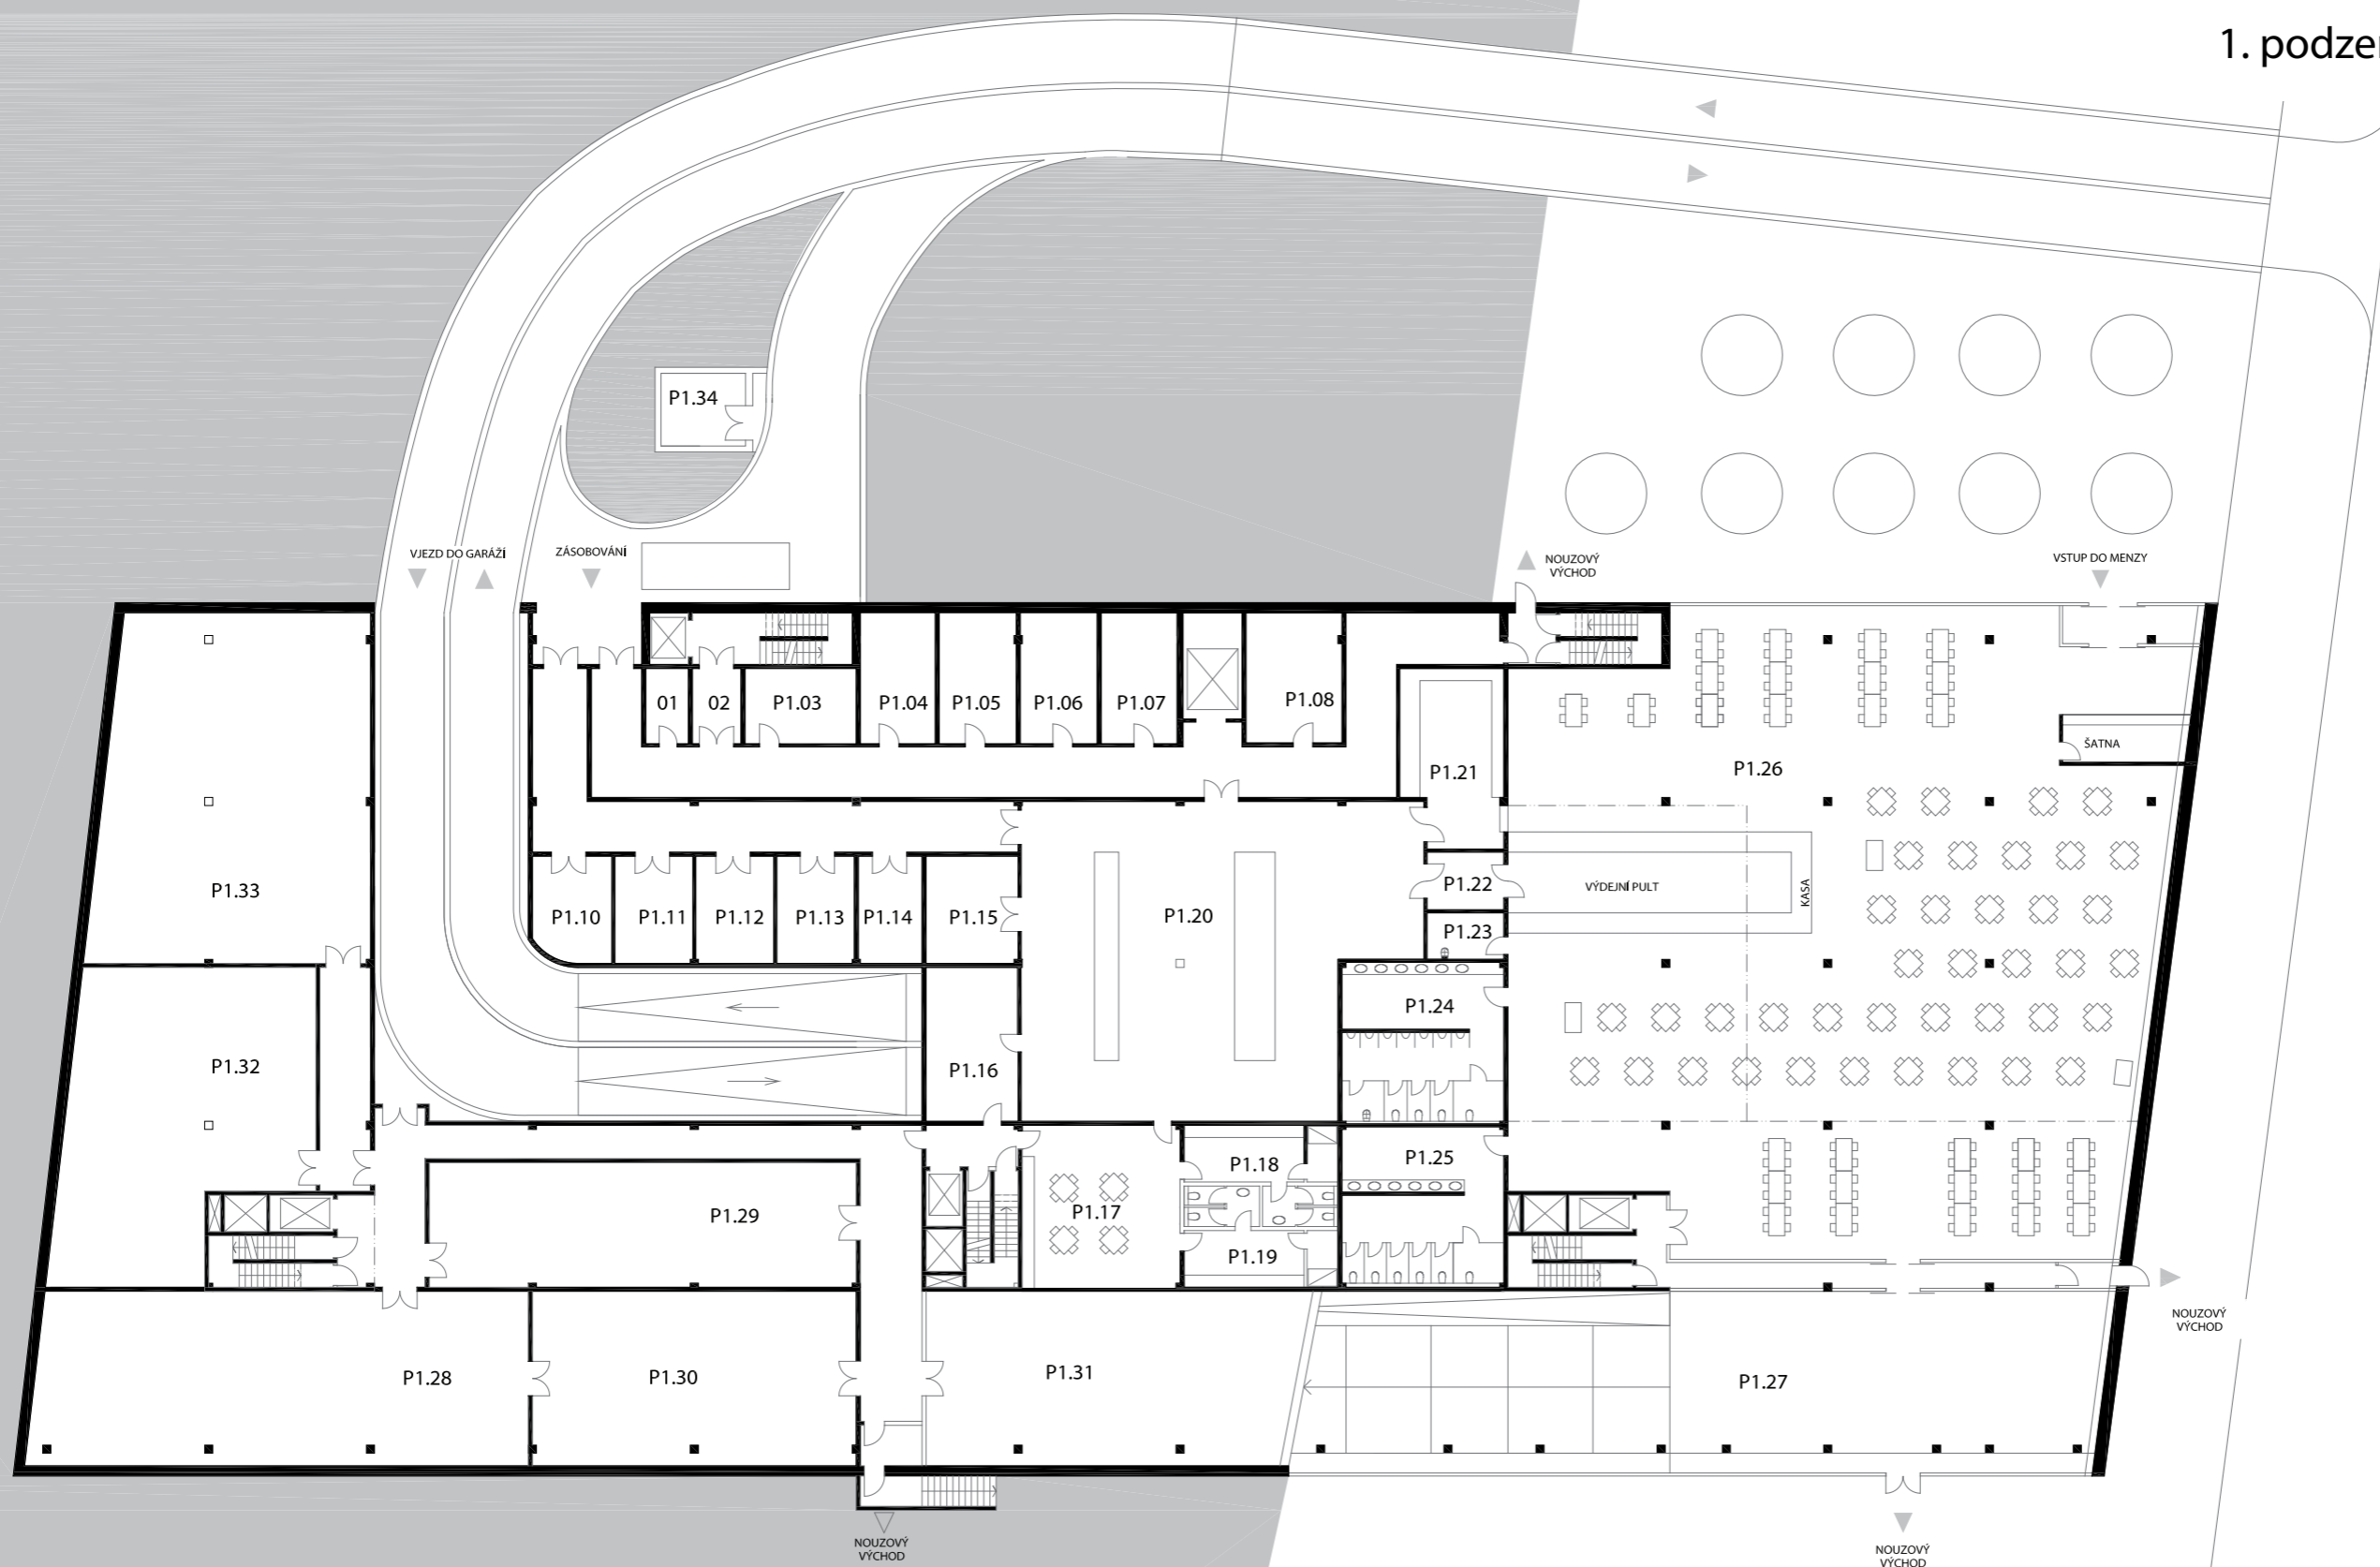 1. podze
P1.34
VJEZD DO GARÁŽÍ
ZÁSOBOVÁNÍ
NOUZOVÝ
VÝCHOD
VSTUP DO MENZY
01
02
P1.03
P1.04
P1.05
P1.06
P1.07
P1.08
P1.21
P1.26
ŠATNA
P1.33
P1.10
P1.11
P1.12
P1.13
P1.14
P1.15
P1.20
P1.22
VÝDEJNÍ PULT
KASA
P1.23
P1.24
P1.32
P1.16
P1.25
P1.18
P1.29
P1.17
P1.19
NOUZOVÝ
VÝCHOD
P1.28
P1.30
P1.31
P1.27
NOUZOVÝ
VÝCHOD
NOUZOVÝ
VÝCHOD